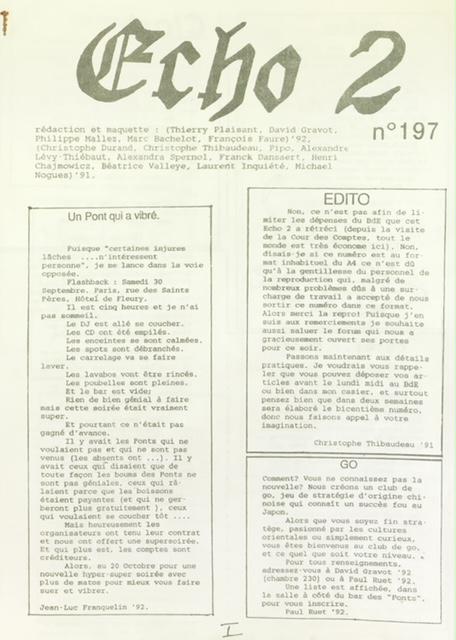 Echo 2
n°197
rédaction et maquette : (Thierry Plaisant, David Gravot,
Philippe Mallez, Marc Bachelot, François Faure)'92,
(Christophe Durand, Christophe Thibaudeau, Pipo, Alexandre
Lévy-Thiébaut, Alexandra Spernol, Franck Dansaert, Henri
Chajmowicz, Béatrice Valleye, Laurent Inquiété, Michael
Nogues)'91.
Un Pont qui a vibré.
Puisque "certaines injures
lâches ....n'intéressent
personne", je me lance dans la voie
opposée.
Flashback : Samedi 30
Septembre, Paris, rue des Saints
Pères, Hôtel de Fleury.
Il est cinq heures et je n'ai
pas sommeil.
Le DJ est allé se coucher.
Les CD ont été empilés.
Les enceintes se sont calmées.
Les spots sont débranchés.
Le carrelage va se faire
laver.
Les lavabos vont être rincés.
Les poubelles sont pleines.
Et le bar est vide;
Rien de bien génial à faire
mais cette soirée était vraiment
super.
Et pourtant ce n'était pas
gagné d'avance.
Il y avait les Ponts qui ne
voulaient pas et qui ne sont pas
venus (les absents ont ...). Il y
avait ceux qui disaient que de
toute façon les boums des Ponts ne
sont pas géniales, ceux qui râ-
laient parce que les boissons
étaient payantes (et qui ne ger-
beront plus gratuitement ), ceux
qui voulaient se coucher tôt ....
Mais heureusement les
organisateurs ont tenu leur contrat
et nous ont offert une supersoirée.
Et qui plus est, les comptes sont
créditeurs.
Alors, au 20 Octobre pour une
nouvelle hyper-super soirée avec
plus de matos pour mieux vous faire
suer et vibrer.
Jean-Luc Franquelin '92.
EDITO
Non, ce n'est pas afin de li-
miter les dépenses du BdE que cet
Echo 2 a rétréci (depuis la visite
de la Cour des Comptes, tout le
monde est très économe ici). Non,
disais-je si ce numéro est au for-
mat inhabituel du A4 ce n'est dû
qu'à la gentillesse du personnel de
la reproduction qui, malgré de
nombreux problèmes dûs à une sur-
charge de travail a accepté de nous
sortir ce numéro dans ce format.
Alors merci la repro! Puisque j'en
suis aux remerciements je souhaite
aussi saluer le forum qui nous a
gracieusement ouvert ses portes
pour ce soir.
Passons maintenant aux détails
pratiques. Je voudrais vous rappe-
ler que vous pouvez déposer vos ar-
ticles avant le lundi midi au BdE
ou bien dans mon casier, et surtout
pensez bien que dans deux semaines
sera élaboré le bicentième numéro,
donc nous faisons appel à votre
imagination.
Christophe Thibaudeau '91
GO
Comment? Vous ne connaissez pas la
nouvelle? Nous créons un club de
go, jeu de stratégie d'origine chi-
noise qui connaît un succès fou au
Japon.
Alors que vous soyez fin stra-
tège, pasionné par les cultures
orientales ou simplement curieux,
vous êtes bienvenus au club de go,
et ce quel que soit votre niveau.
Pour tous renseignements,
adressez-vous à David Gravot '92
(chambre 230) ou à Paul Ruet '92.
Une liste est affichée, dans
la salle à côté du bar des "Ponts",
pour vous inscrire.
Paul Ruet '92.
I